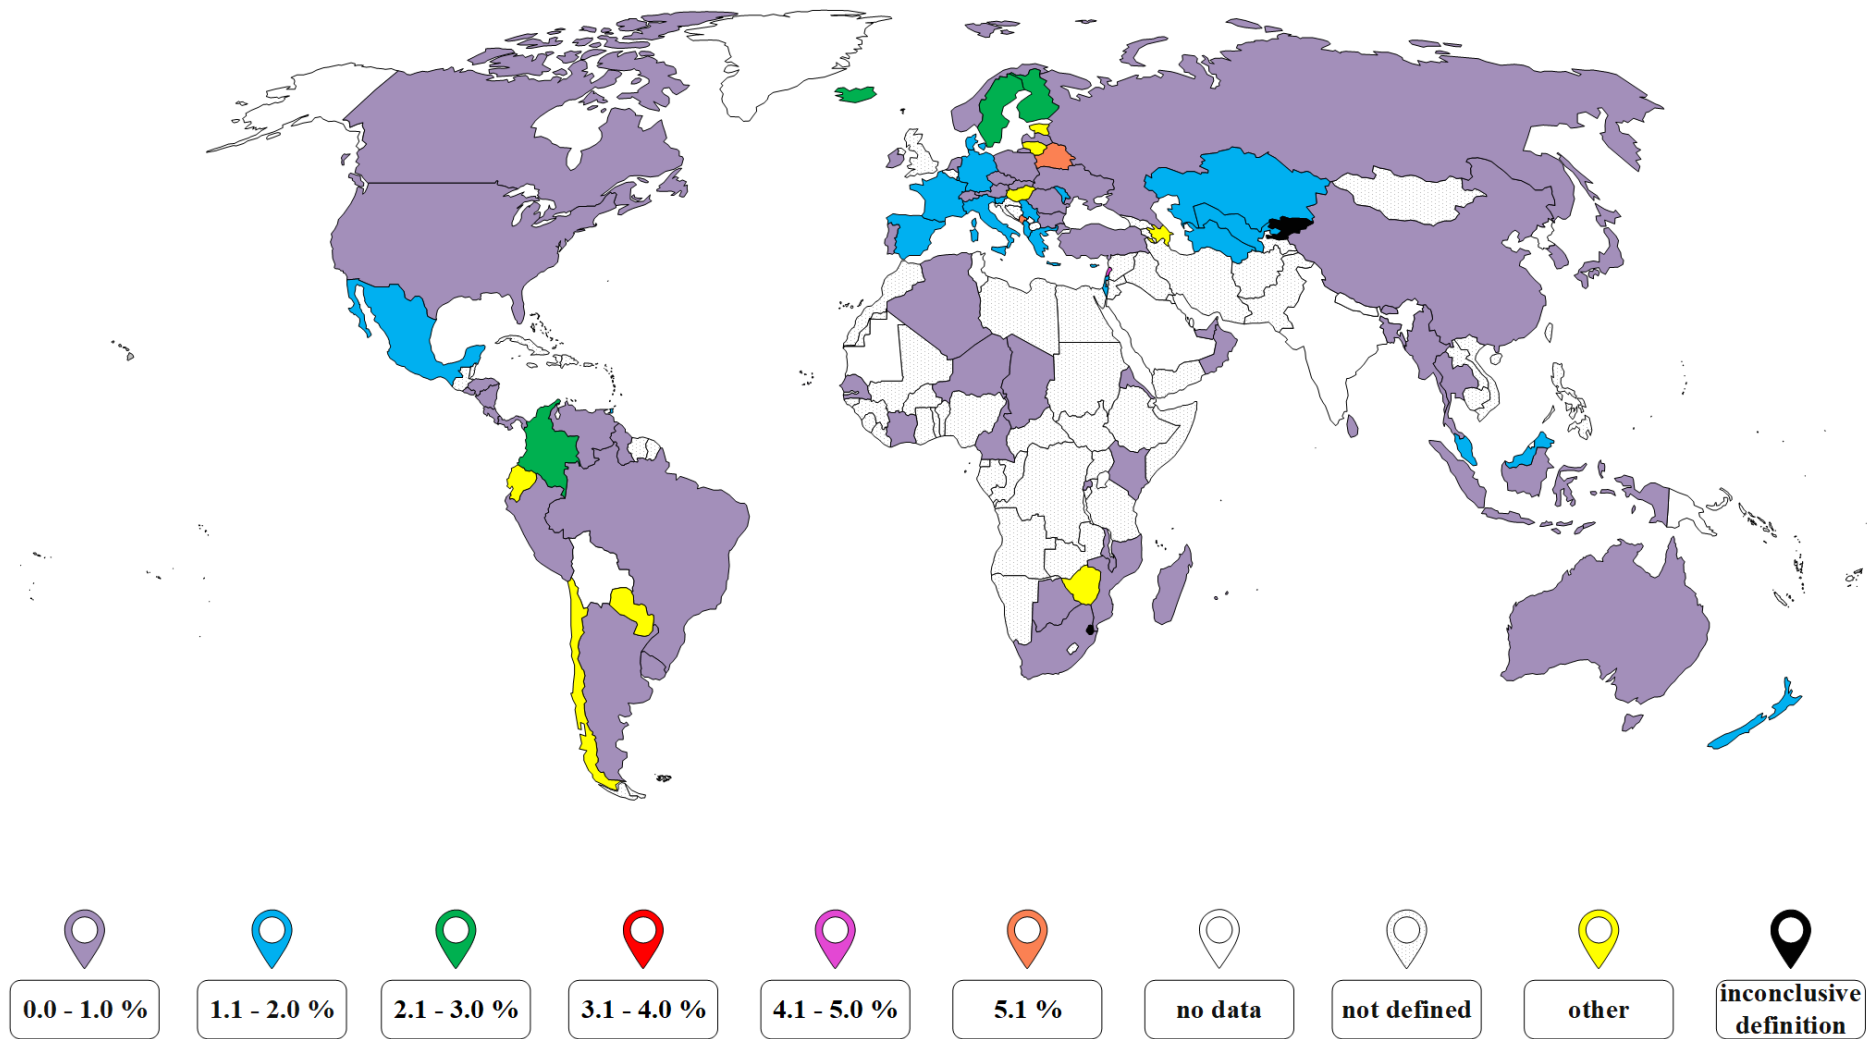 0.0 - 1.0 %
1.1 - 2.0 %
2.1 - 3.0 %
3.1 - 4.0 %
4.1 - 5.0 %
5.1 %
no data
not defined
other
inconclusive
definition